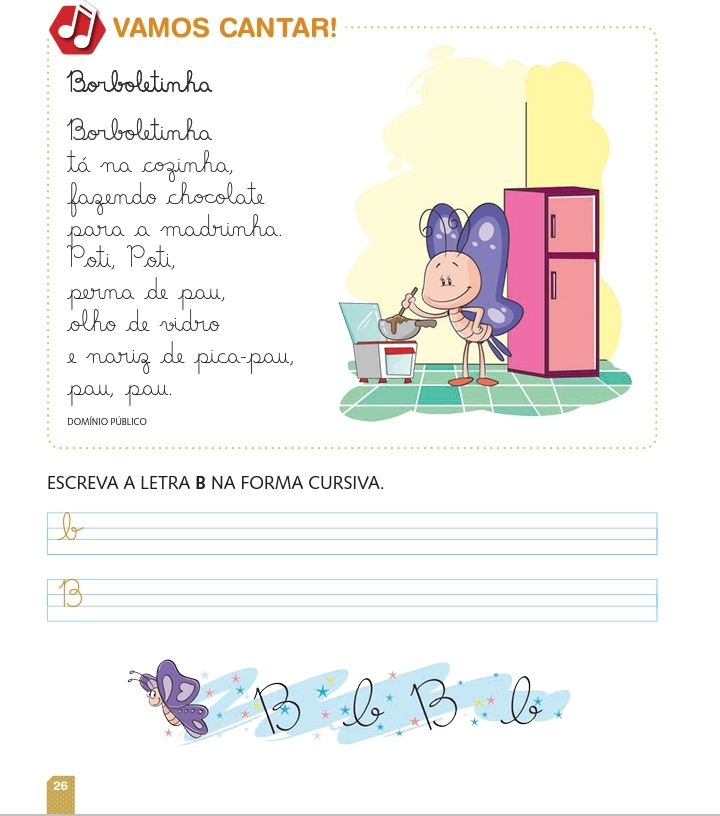 VAMOS CANTAR!
Borboletinha
Borboletinha
tá na cozinha,
fazendo chocolate
para a madrinha.
Poti, Poti,
perna de pau,
olho de vidro
e nariz de pica-pau,
pau, pau.
DOMÍNIO PÚBLICO
ESCREVA A LETRA B NA FORMA CURSIVA.
b
B
B b B b
26